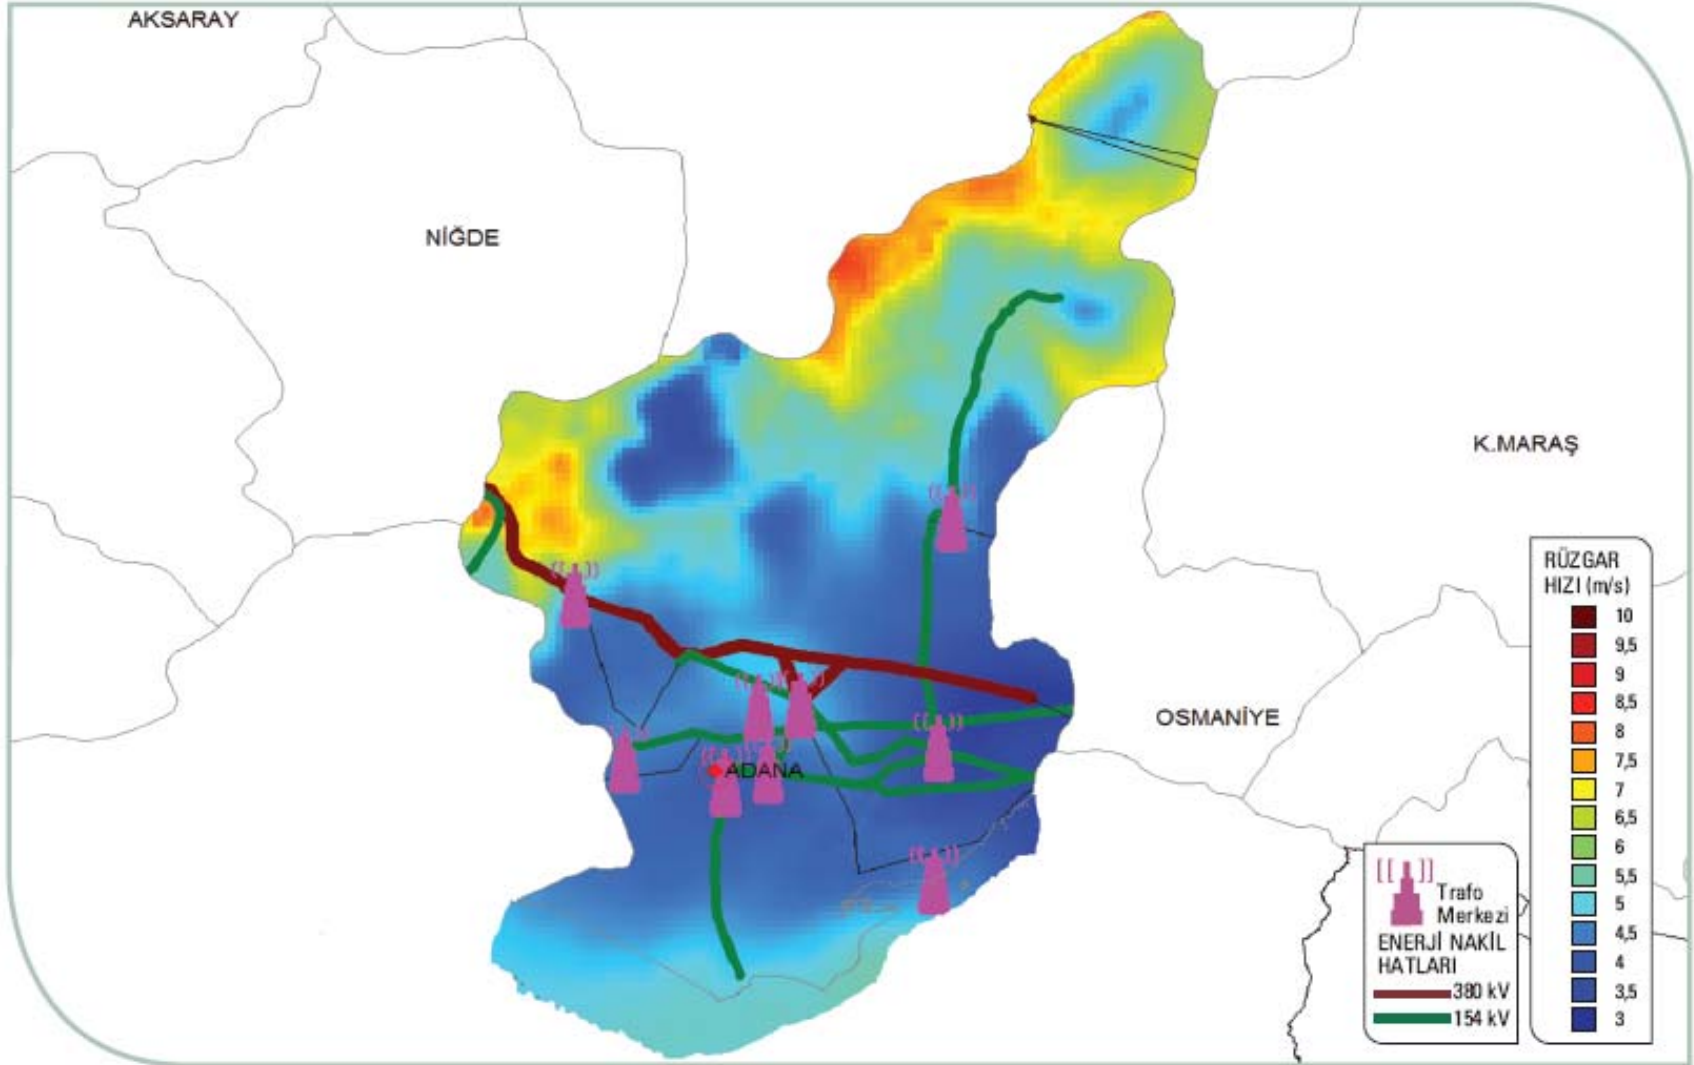 AKSARAY
NİĞDE
K.MARAŞ
OSMANİYE
ADANA
[[ ]] Trafo
Merkezi
ENERJİ NAKİL
HATLARI
380 kV
154 kV
RÜZGAR
HIZI (m/s)
10
9,5
9
8,5
8
7,5
7
6,5
6
5,5
5
4,5
4
3,5
3